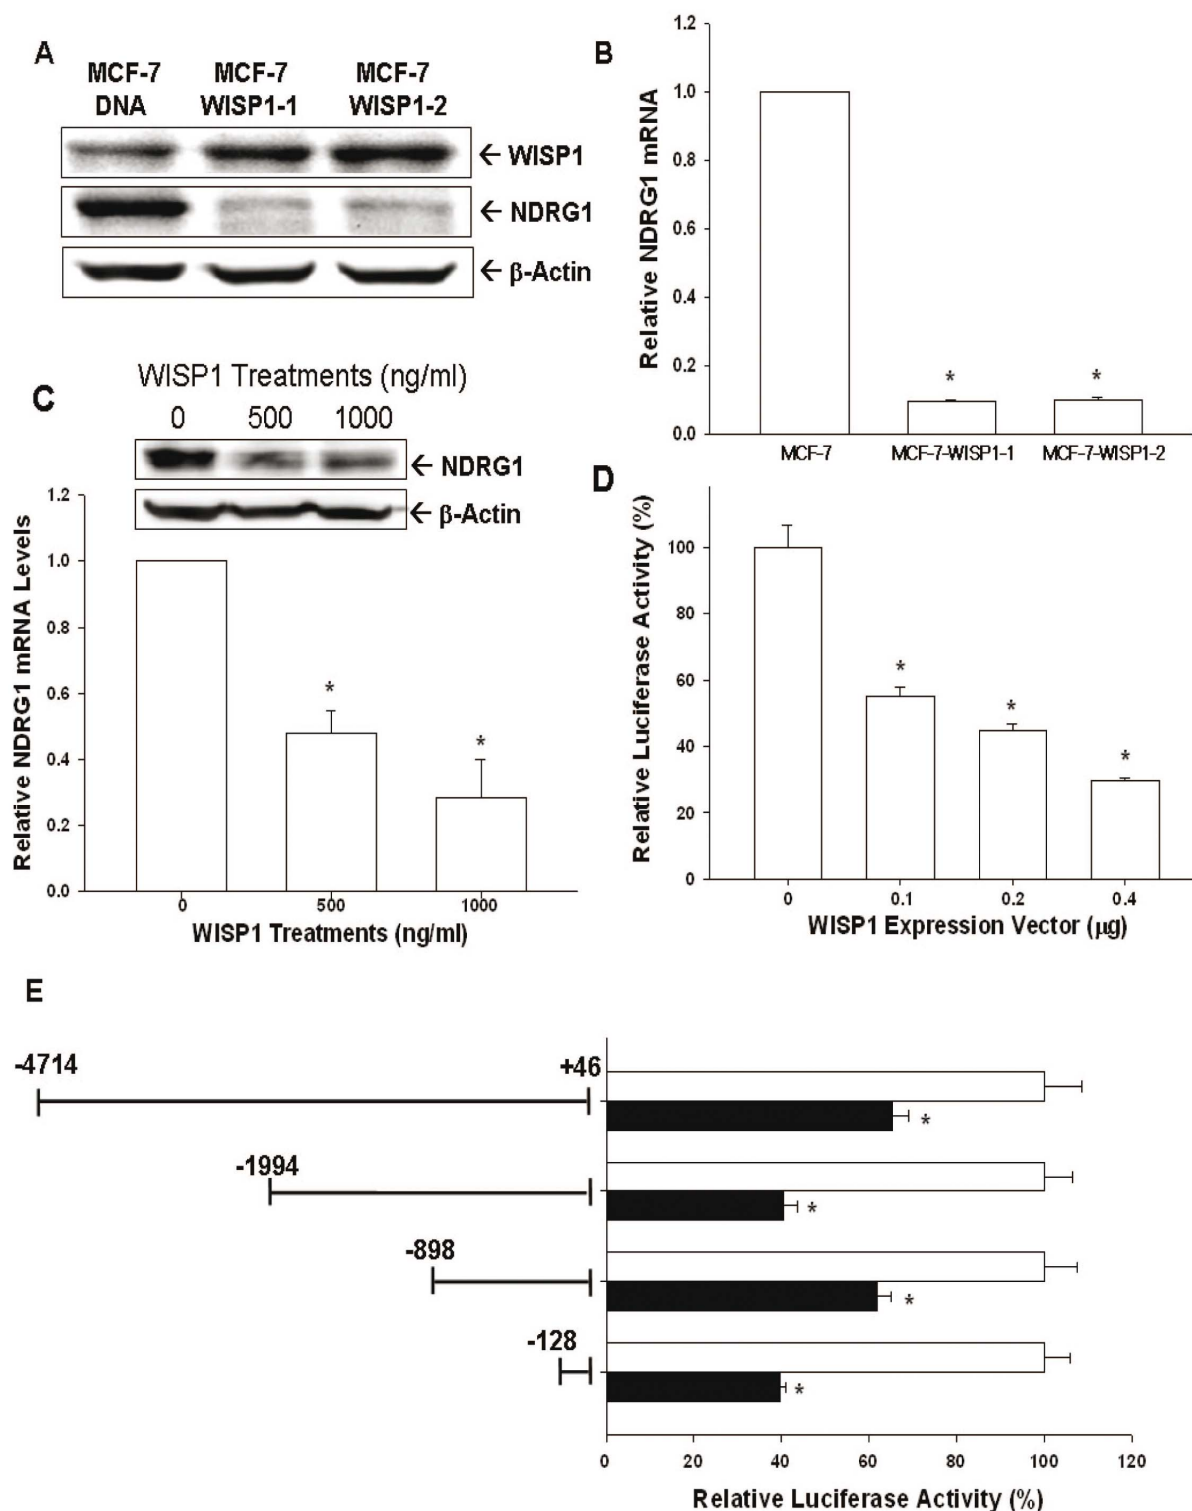 A
MCF-7 MCF-7 MCF-7
DNA WISP1-1 WISP1-2
← WISP1
← NDRG1
← β-Actin
B
Relative NDRG1 mRNA
1.2
1.0
0.8
0.6
0.4
0.2
0.0
* *
MCF-7 MCF-7-WISP1-1 MCF-7-WISP1-2
C
WISP1 Treatments (ng/ml)
0 500 1000
← NDRG1
← β-Actin
Relative NDRG1 mRNA Levels
1.2
1.0
0.8
0.6
0.4
0.2
0.0
*
*
0 500 1000
WISP1 Treatments (ng/ml)
D
Relative Luciferase Activity (%)
100
80
60
40
20
0
*
*
*
0 0.1 0.2 0.4
WISP1 Expression Vector (µg)
E
-4714 +46
*
-1994
*
-898
*
-128
*
0 20 40 60 80 100 120
Relative Luciferase Activity (%)